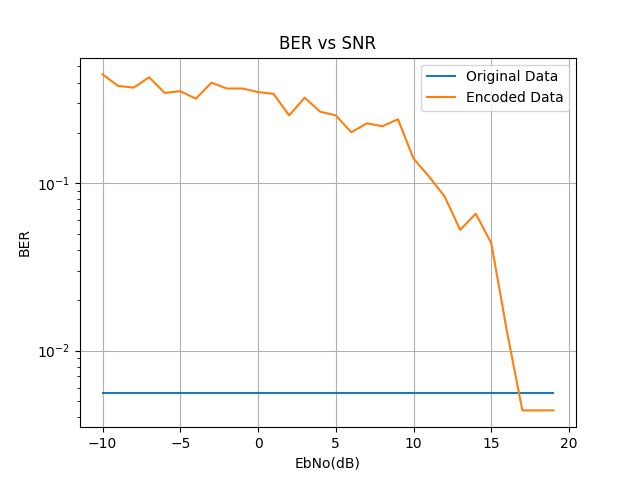 BER vs SNR
Original Data
Encoded Data
10⁻¹
10⁻²
BER
−10 −5 0 5 10 15 20
EbNo(dB)